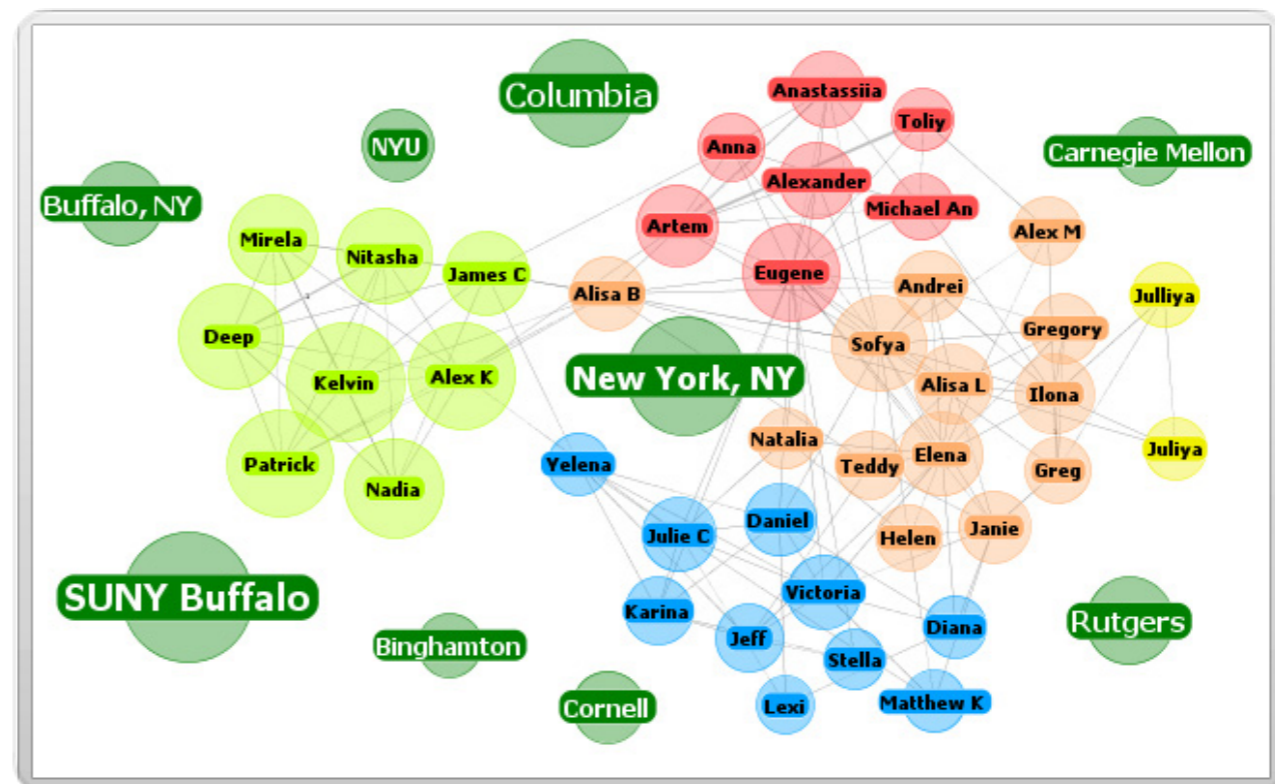 Columbia
Anastassiia
Toliy
NYU
Anna
Carnegie Mellon
Alexander
Buffalo, NY
Michael An
Artem
Alex M
Mirela
Nitasha
James C
Eugene
Andrei
Alisa B
Julliya
Gregory
Deep
Sofya
Kelvin
Alex K
New York, NY
Alisa L
Ilona
Natalia
Elena
Juliya
Patrick
Yelena
Teddy
Greg
Nadia
Daniel
Julie C
Helen
Janie
Victoria
SUNY Buffalo
Karina
Rutgers
Diana
Jeff
Binghamton
Stella
Cornell
Lexi
Matthew K